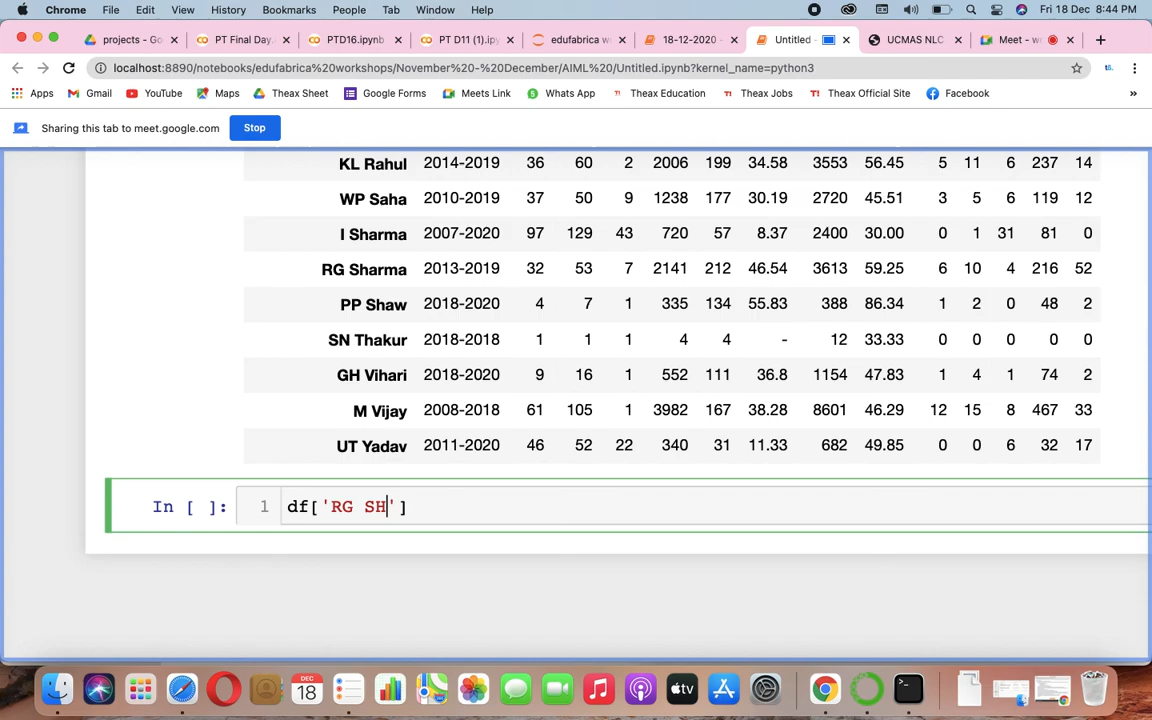 Chrome File Edit View History Bookmarks People Tab Window Help Fri 18 Dec 8:44 PM
projects - Go PT Final Day. PTD16.ipynb PT D11 (1).ip edufabrica w 18-12-2020 - Untitled UCMAS NLC Meet - w
localhost:8890/notebooks/edufabrica%20workshops/November%20-%20December/AIML%20/Untitled.ipynb?kernel_name=python3
Apps Gmail YouTube Maps Theax Sheet Google Forms Meets Link Whats App Theax Education Theax Jobs Theax Official Site Facebook »
Sharing this tab to meet.google.com Stop
KL Rahul 2014-2019 36 60 2 2006 199 34.58 3553 56.45 5 11 6 237 14
WP Saha 2010-2019 37 50 9 1238 177 30.19 2720 45.51 3 5 6 119 12
I Sharma 2007-2020 97 129 43 720 57 8.37 2400 30.00 0 1 31 81 0
RG Sharma 2013-2019 32 53 7 2141 212 46.54 3613 59.25 6 10 4 216 52
PP Shaw 2018-2020 4 7 1 335 134 55.83 388 86.34 1 2 0 48 2
SN Thakur 2018-2018 1 1 1 4 4 - 12 33.33 0 0 0 0 0
GH Vihari 2018-2020 9 16 1 552 111 36.8 1154 47.83 1 4 1 74 2
M Vijay 2008-2018 61 105 1 3982 167 38.28 8601 46.29 12 15 8 467 33
UT Yadav 2011-2020 46 52 22 340 31 11.33 682 49.85 0 0 6 32 17
In [ ]: 1 df['RG SH']
DEC
18
tv